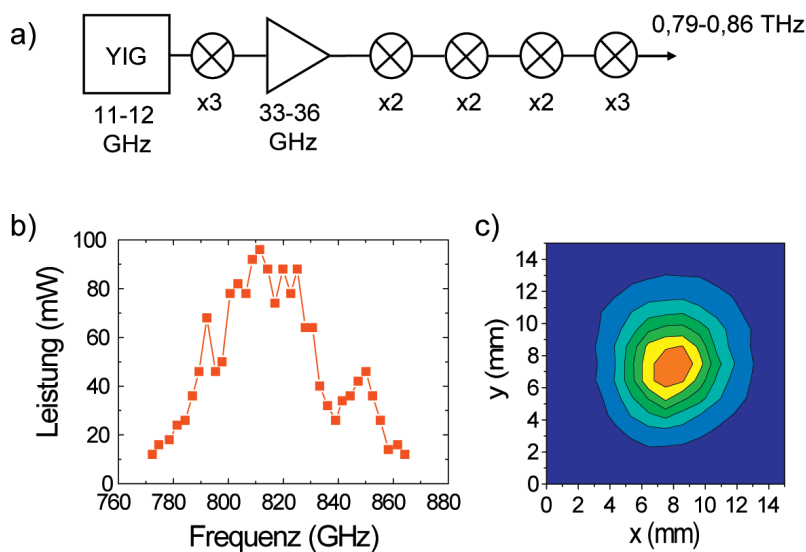 a)
YIG
11-12
GHz
x3
33-36
GHz
x2
x2
x2
x3
0,79-0,86 THz
b)
100
80
60
40
20
0
Leistung (mW)
760
780
800
820
840
860
880
Frequenz (GHz)
c)
14
12
10
8
6
4
2
0
y (mm)
0
2
4
6
8
10
12
14
x (mm)